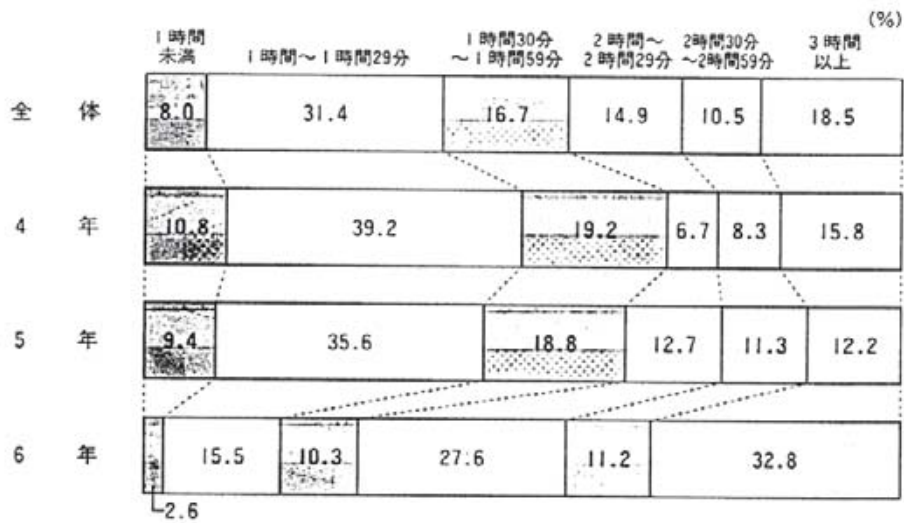 (%)
1時間未満
1時間～1時間29分
1時間30分～1時間59分
2時間～2時間29分
2時間30分～2時間59分
3時間以上
全体 8.0 31.4 16.7 14.9 10.5 18.5
4年 10.8 39.2 19.2 6.7 8.3 15.8
5年 9.4 35.6 18.8 12.7 11.3 12.2
6年 15.5 10.3 27.6 11.2 32.8
2.6